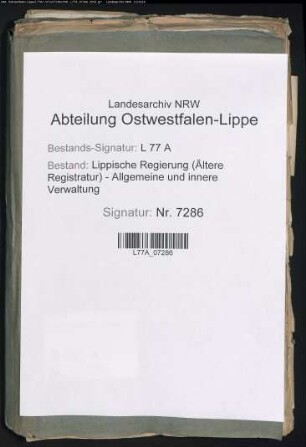 Landesarchiv NRW
Abteilung Ostwestfalen-Lippe
Bestands-Signatur: L 77 A
Bestand: Lippische Regierung (Ältere
Registratur) - Allgemeine und innere
Verwaltung
Signatur: Nr. 7286
L77A_07286